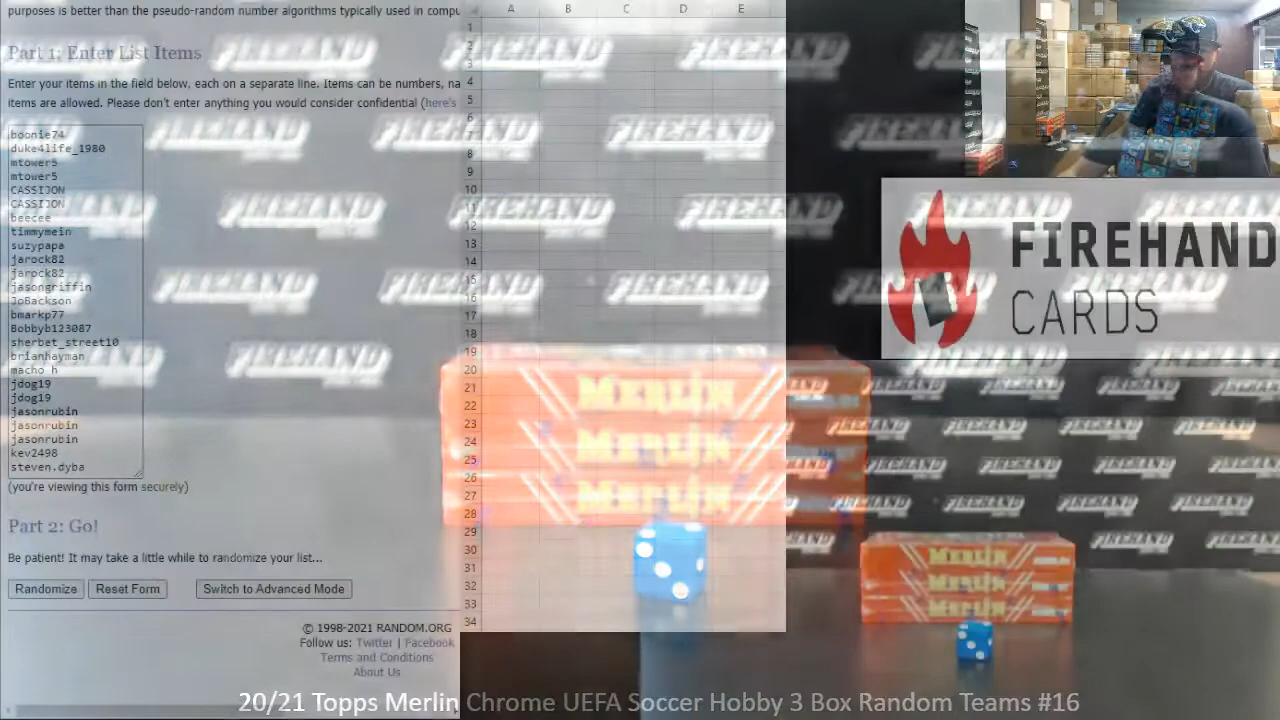 purposes is better than the pseudo-random number algorithms typically used in compu
Part 1: Enter List Items
Enter your items in the field below, each on a separate line. Items can be numbers, na
items are allowed. Please don't enter anything you would consider confidential (here's
boonie74
duke4life_1980
mtower5
mtower5
CASSIJON
CASSIJON
beecee
timmymein
suzypapa
jarock82
jarock82
jasongriffin
JoBackson
bmarkp77
Bobbyb123087
sherbet_street10
brianhayman
macho h
jdog19
jdog19
jasonrubin
jasonrubin
jasonrubin
kev2498
steven.dyba
(you're viewing this form securely)
Part 2: Go!
Be patient! It may take a little while to randomize your list...
Randomize Reset Form Switch to Advanced Mode
© 1998-2021 RANDOM.ORG
Follow us: Twitter | Facebook
Terms and Conditions
About Us
A B C D E
1
2
3
4
5
6
7
8
9
10
11
12
13
14
15
16
17
18
19
20
21
22
23
24
25
26
27
28
29
30
31
32
33
34
FIREHAND
CARDS
MERLIN
MERLIN
MERLIN
MERLIN
MERLIN
MERLIN
20/21 Topps Merlin Chrome UEFA Soccer Hobby 3 Box Random Teams #16